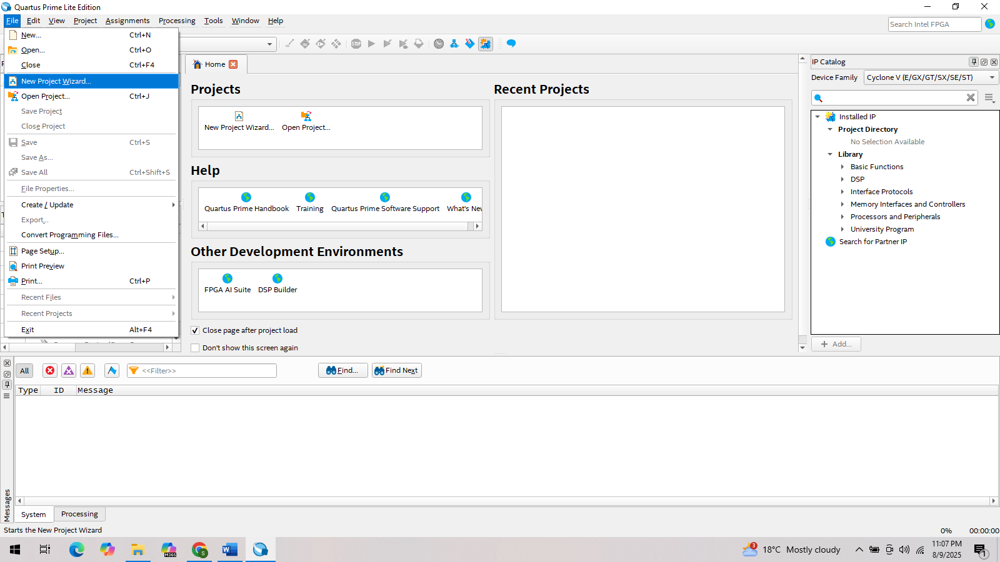 Quartus Prime Lite Edition
File Edit View Project Assignments Processing Tools Window Help
Search Intel FPGA
New... Ctrl+N
Open... Ctrl+O
Close Ctrl+F4
New Project Wizard...
Open Project... Ctrl+J
Save Project
Close Project
Save Ctrl+S
Save As...
Save All Ctrl+Shift+S
File Properties...
Create / Update
Export...
Convert Programming Files...
Page Setup...
Print Preview
Print... Ctrl+P
Recent Files
Recent Projects
Exit Alt+F4
Home
Projects
New Project Wizard... Open Project...
Help
Quartus Prime Handbook Training Quartus Prime Software Support What's New
Other Development Environments
FPGA AI Suite DSP Builder
Close page after project load
Don't show this screen again
Recent Projects
IP Catalog
Device Family Cyclone V (E/GX/GT/SX/SE/ST)
Installed IP
Project Directory
No Selection Available
Library
Basic Functions
DSP
Interface Protocols
Memory Interfaces and Controllers
Processors and Peripherals
University Program
Search for Partner IP
+ Add...
All <<Filter>> Find... Find Next
Type ID Message
Messages
System Processing
Starts the New Project Wizard
0% 00:00:00
M365
3
18°C Mostly cloudy
11:07 PM
8/9/2025
1